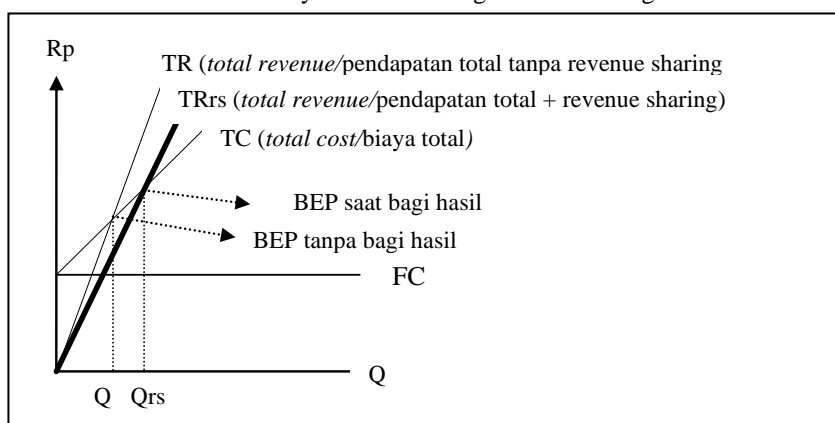 Rp
TR (total revenue/pendapatan total tanpa revenue sharing
TRrs (total revenue/pendapatan total + revenue sharing)
TC (total cost/biaya total)
BEP saat bagi hasil
BEP tanpa bagi hasil
FC
Q
Q Qrs